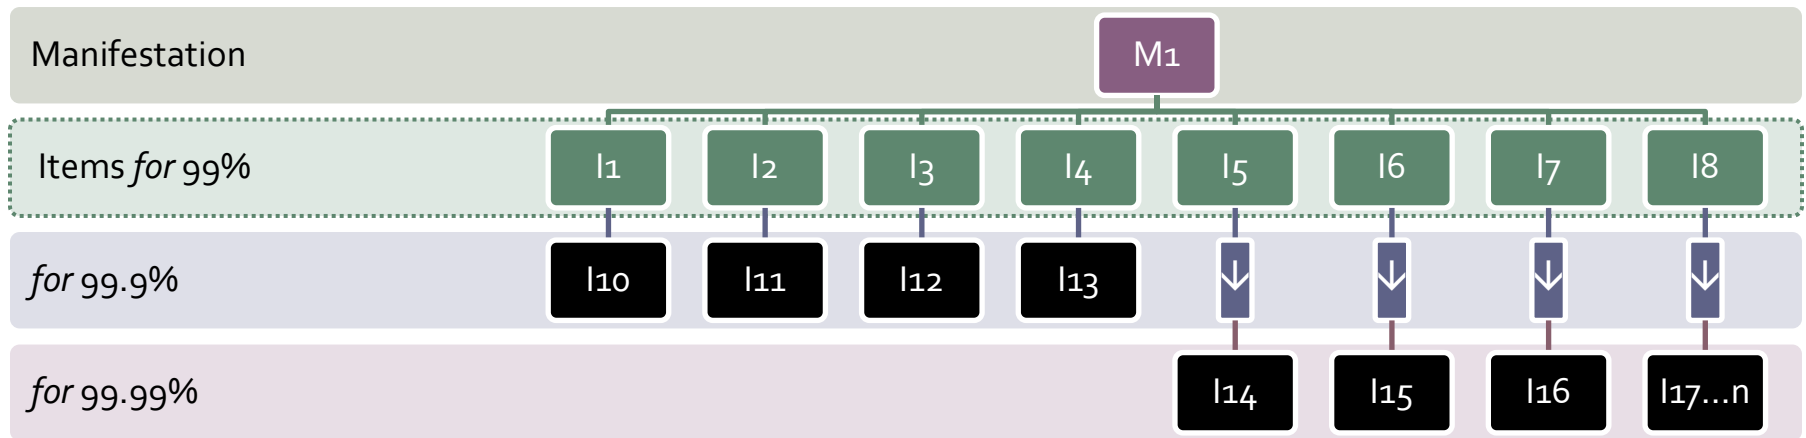 Manifestation M1
Items for 99% I1 I2 I3 I4 I5 I6 I7 I8
for 99.9% I10 I11 I12 I13 ↓ ↓ ↓ ↓
for 99.99% I14 I15 I16 I17...n